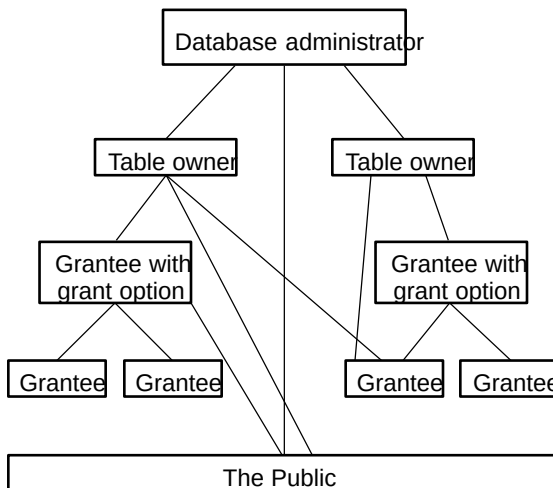 Database administrator
Table owner
Table owner
Grantee with
grant option
Grantee with
grant option
Grantee
Grantee
Grantee
Grantee
The Public